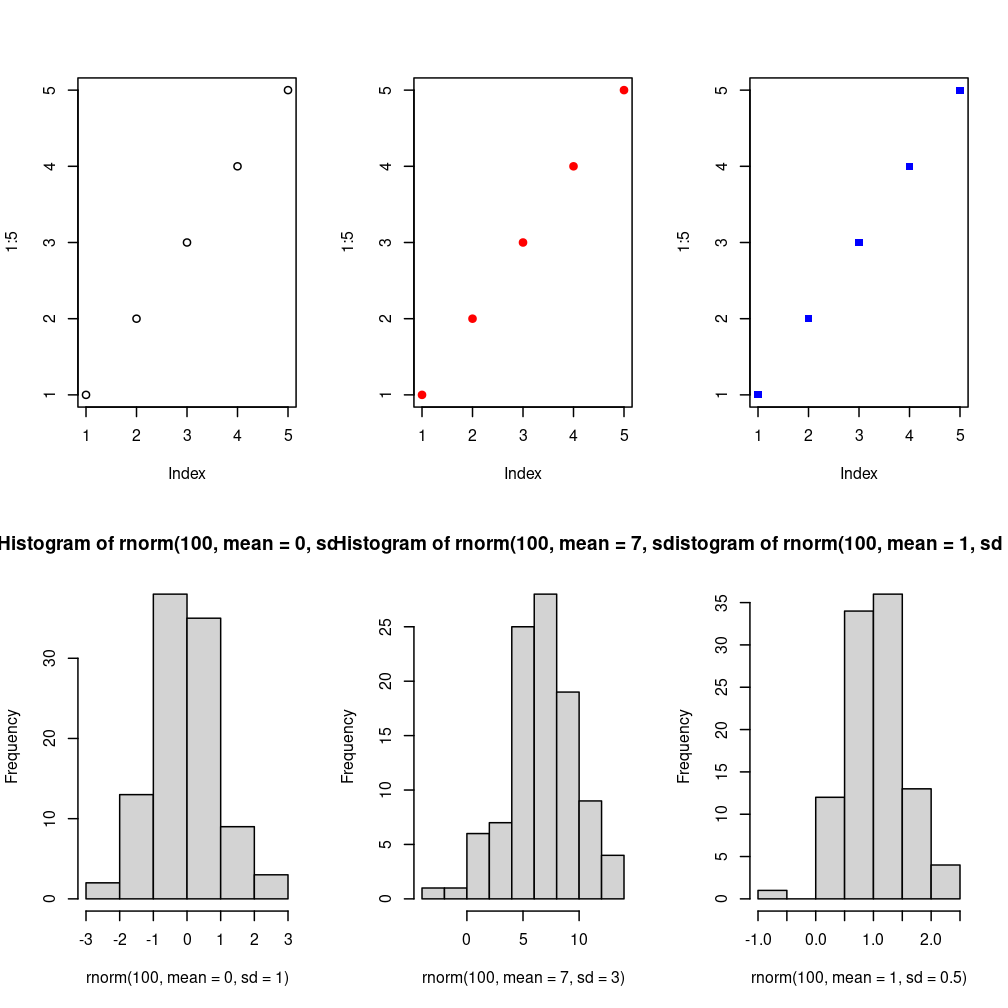 5
4
3
2
1
1:5
1 2 3 4 5
Index
5
4
3
2
1
1:5
1 2 3 4 5
Index
5
4
3
2
1
1:5
1 2 3 4 5
Index
Histogram of rnorm(100, mean = 0, sd
Histogram of rnorm(100, mean = 7, sd
istogram of rnorm(100, mean = 1, sd
30
20
10
0
Frequency
-3 -2 -1 0 1 2 3
rnorm(100, mean = 0, sd = 1)
25
20
15
10
5
0
Frequency
0 5 10
rnorm(100, mean = 7, sd = 3)
35
30
25
20
15
10
5
0
Frequency
-1.0 0.0 1.0 2.0
rnorm(100, mean = 1, sd = 0.5)